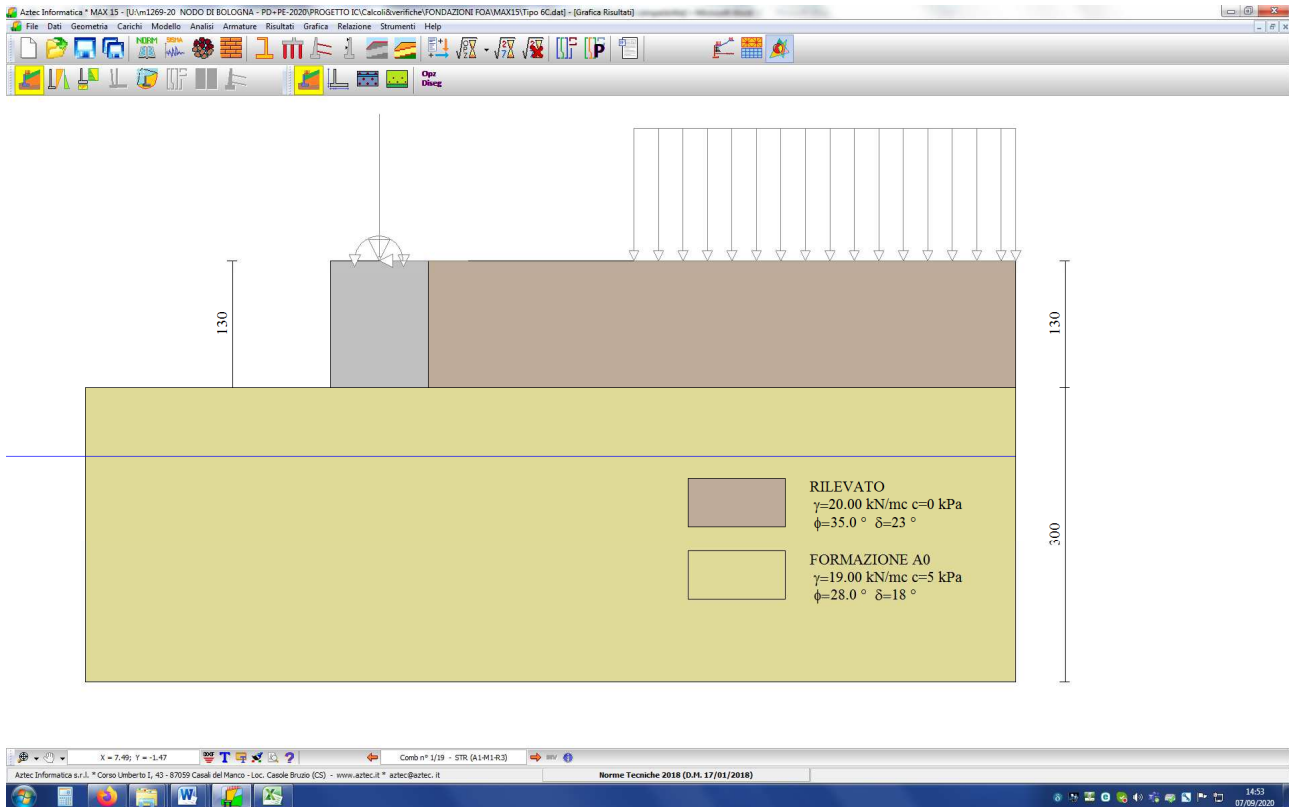 Aztec Informatica * MAX 15 - [U:\m1269-20 NODO DI BOLOGNA - PD+PE-2020\PROGETTO IC\Calcoli&verifiche\FONDAZIONI FOA\MAX15\Tipo 6C.dat] - [Grafica Risultati]
File Dati Geometria Carichi Modello Analisi Armature Risultati Grafica Relazione Strumenti Help
NORM SISMA
Opz
Diseg
130
130
RILEVATO
γ=20.00 kN/mc c=0 kPa
ϕ=35.0 ° δ=23 °
FORMAZIONE A0
γ=19.00 kN/mc c=5 kPa
ϕ=28.0 ° δ=18 °
300
X = 7.49; Y = -1.47
DXF
T
?
Comb n° 1/19 - STR (A1-M1-R3)
INV
Aztec Informatica s.r.l. * Corso Umberto I, 43 - 87059 Casali del Manco - Loc. Casole Bruzio (CS) - www.aztec.it * aztec@aztec. it
Norme Tecniche 2018 (D.M. 17/01/2018)
14:53
07/09/2020